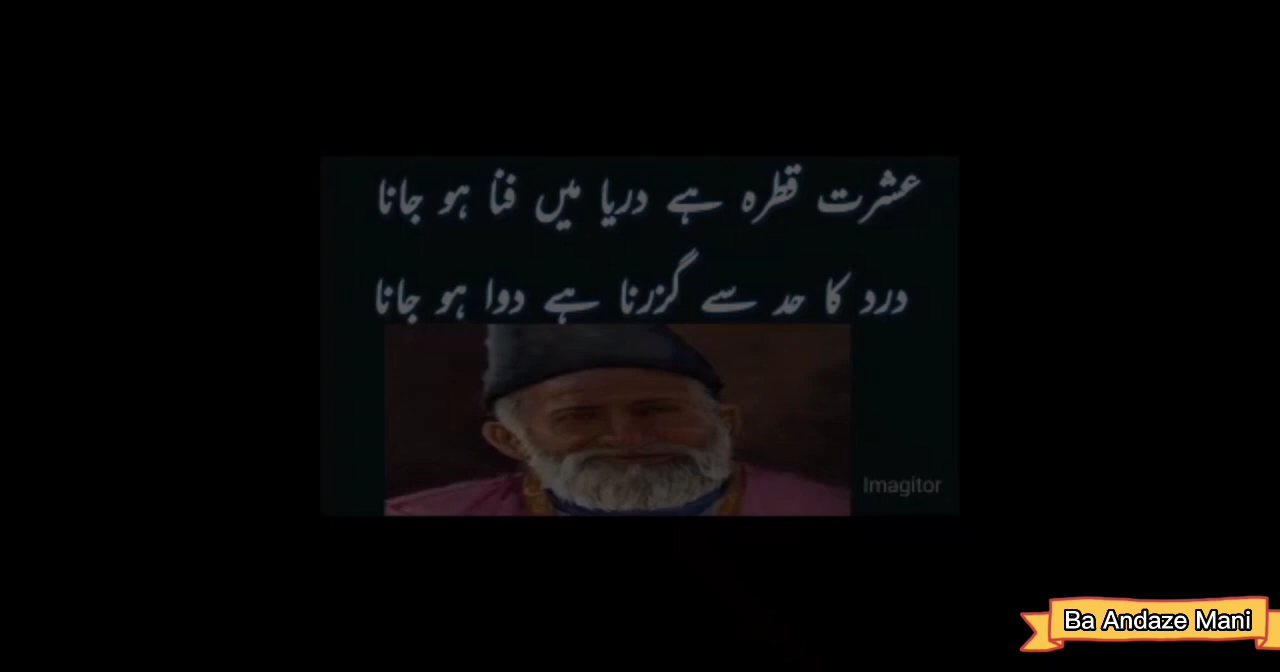 عشرت قطرہ ہے دریا میں فنا ہو جانا
درد کا حد سے گزرنا ہے دوا ہو جانا
Imagitor
Ba Andaze Mani